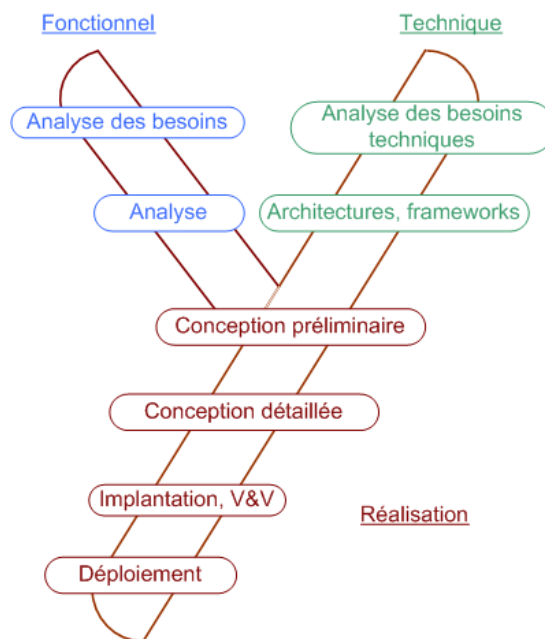 Fonctionnel
Technique
Analyse des besoins
Analyse des besoins
techniques
Analyse
Architectures, frameworks
Conception préliminaire
Conception détaillée
Implantation, V&V
Réalisation
Déploiement